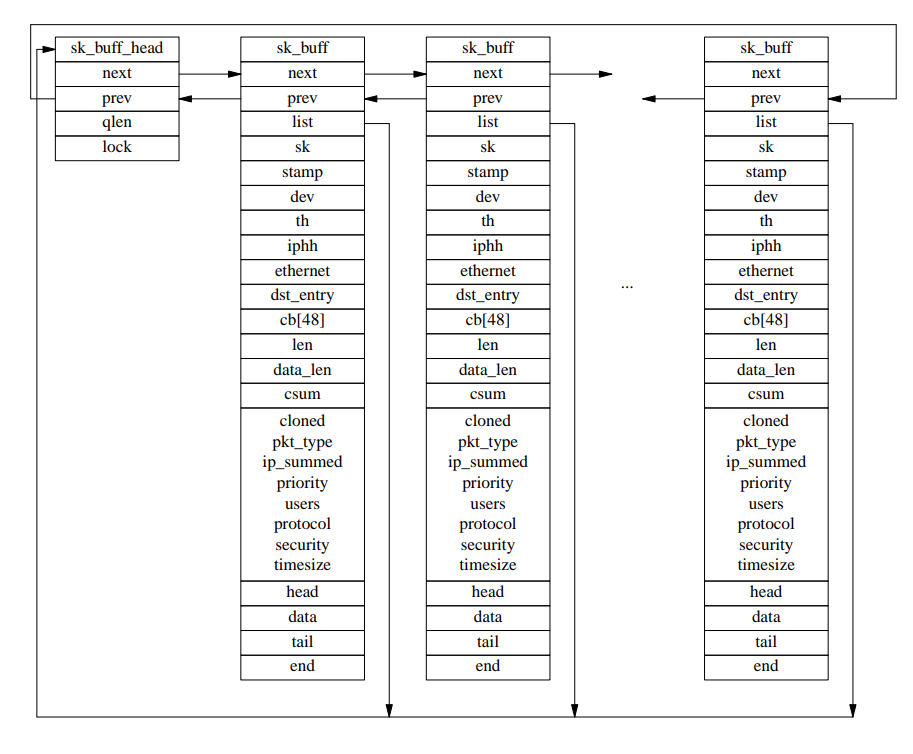 sk_buff_head
next
prev
qlen
lock
sk_buff
next
prev
list
sk
stamp
dev
th
iphh
ethernet
dst_entry
cb[48]
len
data_len
csum
cloned
pkt_type
ip_summed
priority
users
protocol
security
timesize
head
data
tail
end
sk_buff
next
prev
list
sk
stamp
dev
th
iphh
ethernet
dst_entry
cb[48]
len
data_len
csum
cloned
pkt_type
ip_summed
priority
users
protocol
security
timesize
head
data
tail
end
...
sk_buff
next
prev
list
sk
stamp
dev
th
iphh
ethernet
dst_entry
cb[48]
len
data_len
csum
cloned
pkt_type
ip_summed
priority
users
protocol
security
timesize
head
data
tail
end